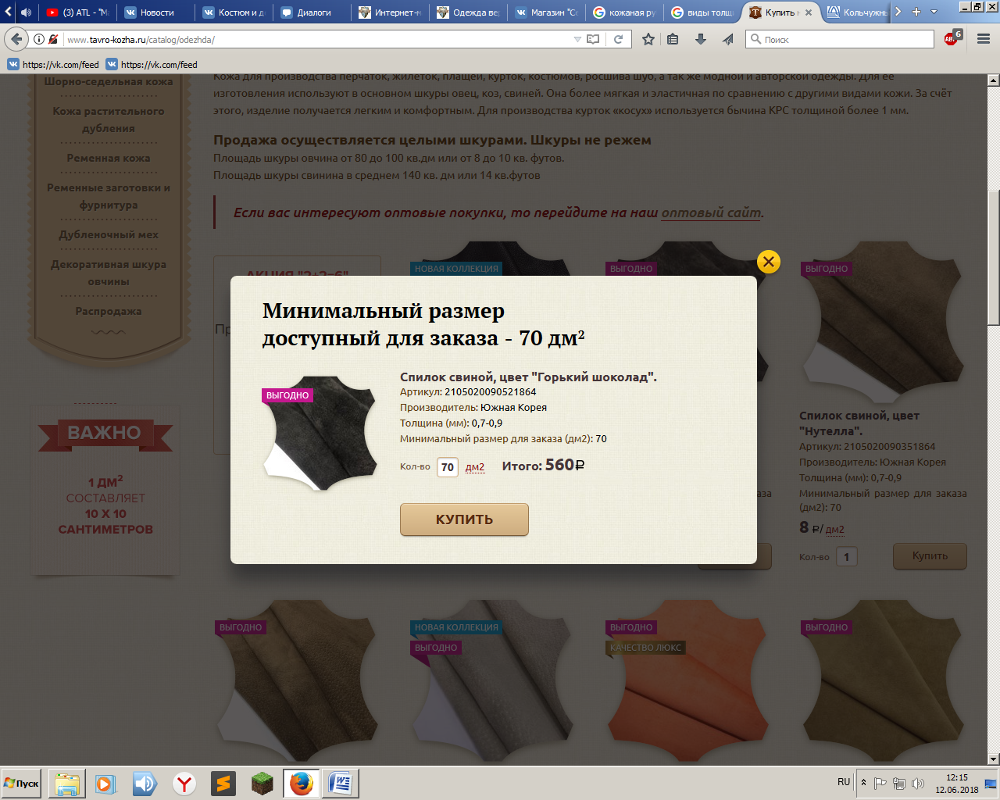 (3) ATL - "Ма
Новости
Костюм и д
Диалоги
Интернет-м
Одежда вер
Магазин "Се
кожаная ру
виды толщ
Купить н
Кольчужны
www.tavro-kozha.ru/catalog/odezhda/
Поиск
ABP
6
https://vk.com/feed
https://vk.com/feed
Шорно-седельная кожа
Кожа растительного
дубления
Ременная кожа
Ременные заготовки и
фурнитура
Дубленочный мех
Декоративная шкура
овчины
Распродажа
ВАЖНО
1 ДМ²
СОСТАВЛЯЕТ
10 X 10
САНТИМЕТРОВ
Кожа для производства перчаток, жилеток, плащей, курток, костюмов, росшива шуб, а так же модной и авторской одежды. Для ее
изготовления используют в основном шкуры овец, коз, свиней. Она более мягкая и эластичная по сравнению с другими видами кожи. За счёт
этого, изделие получается легким и комфортным. Для производства курток «косух» используется бычина КРС толщиной более 1 мм.
Продажа осуществляется целыми шкурами. Шкуры не режем
Площадь шкуры овчина от 80 до 100 кв.дм или от 8 до 10 кв. футов.
Площадь шкуры свинина в среднем 140 кв. дм или 14 кв.футов
Если вас интересуют оптовые покупки, то перейдите на наш оптовый сайт.
АКЦИЯ "2+2=6"
Пр
НОВАЯ КОЛЛЕКЦИЯ
ВЫГОДНО
ВЫГОДНО
Минимальный размер
доступный для заказа - 70 дм²
ВЫГОДНО
Спилок свиной, цвет "Горький шоколад".
Артикул: 2105020090521864
Производитель: Южная Корея
Толщина (мм): 0,7-0,9
Минимальный размер для заказа (дм2): 70
Кол-во 70 дм2 Итого: 560₽
КУПИТЬ
Спилок свиной, цвет
"Нутелла".
Артикул: 2105020090351864
Производитель: Южная Корея
Толщина (мм): 0,7-0,9
Минимальный размер для заказа
(дм2): 70
8 ₽/ дм2
Кол-во 1 Купить
каза
ВЫГОДНО
НОВАЯ КОЛЛЕКЦИЯ
ВЫГОДНО
ВЫГОДНО
КАЧЕСТВО ЛЮКС
ВЫГОДНО
Пуск
RU
12:15
12.06.2018